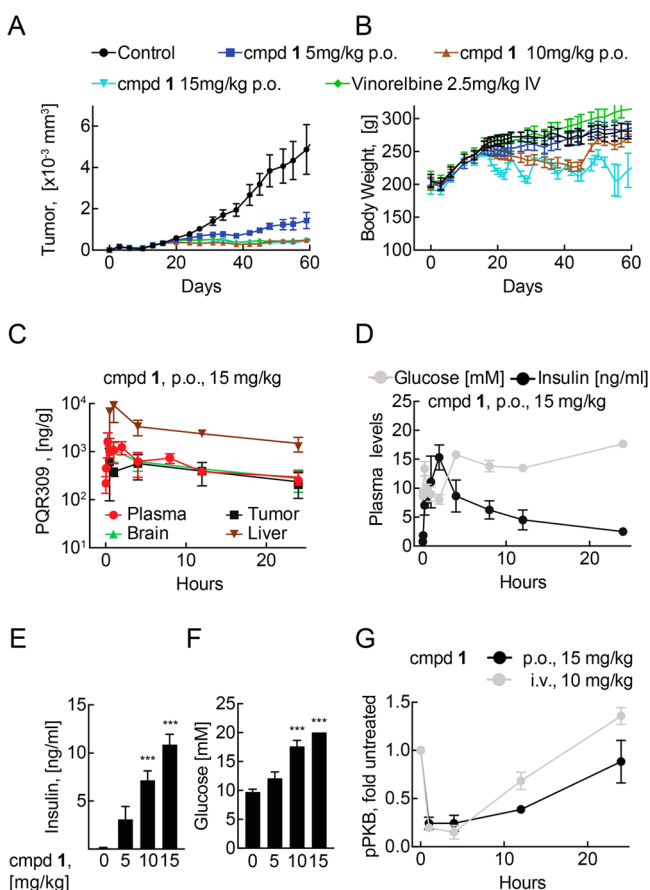 A
B
Control
cmpd 1 5mg/kg p.o.
cmpd 1 10mg/kg p.o.
cmpd 1 15mg/kg p.o.
Vinorelbine 2.5mg/kg IV
Tumor, [x10-3 mm3)
6
4
2
0
0 20 40 60
Days
Body Weight, [g]
300
250
200
150
100
0 10 20 30 40 50 60
Days
C
cmpd 1, p.o., 15 mg/kg
PQR309 , [ng/g]
10⁴
10³
10²
10¹
Plasma
Tumor
Brain
Liver
0 10 20
Hours
D
Glucose [mM]
Insulin [ng/ml]
cmpd 1, p.o., 15 mg/kg
Plasma levels
25
20
15
10
5
0
0 10 20
Hours
E
Insulin, [ng/ml]
15
10
5
***
***
0 5 10 15
cmpd 1,
[mg/kg]
F
Glucose [mM]
25
20
15
10
5
0
***
***
0 5 10 15
G
cmpd 1
p.o., 15 mg/kg
i.v., 10 mg/kg
pPKB, fold untreated
1.5
1.0
0.5
0
0 10 20
Hours